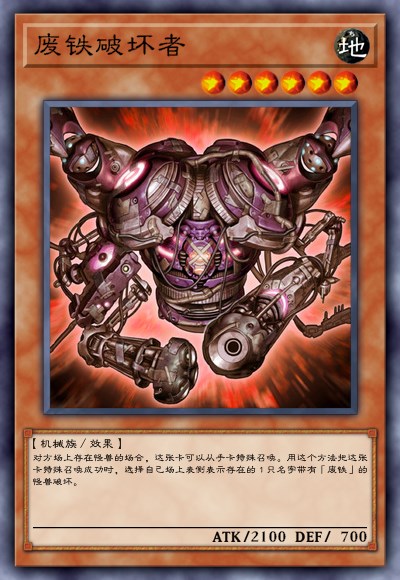 废铁破坏者
地
【机械族／效果】
对方场上存在怪兽的场合，这张卡可以从手卡特殊召唤。用这个方法把这张
卡特殊召唤成功时，选择自己场上表侧表示存在的1只名字带有「废铁」的
怪兽破坏。
ATK/2100 DEF/ 700